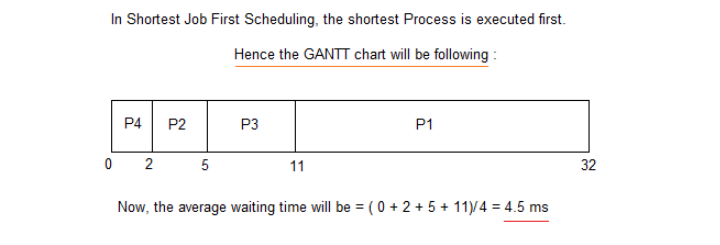 In Shortest Job First Scheduling, the shortest Process is executed first.
Hence the GANTT chart will be following :
P4 P2 P3 P1
0 2 5 11 32
Now, the average waiting time will be = ( 0 + 2 + 5 + 11)/4 = 4.5 ms